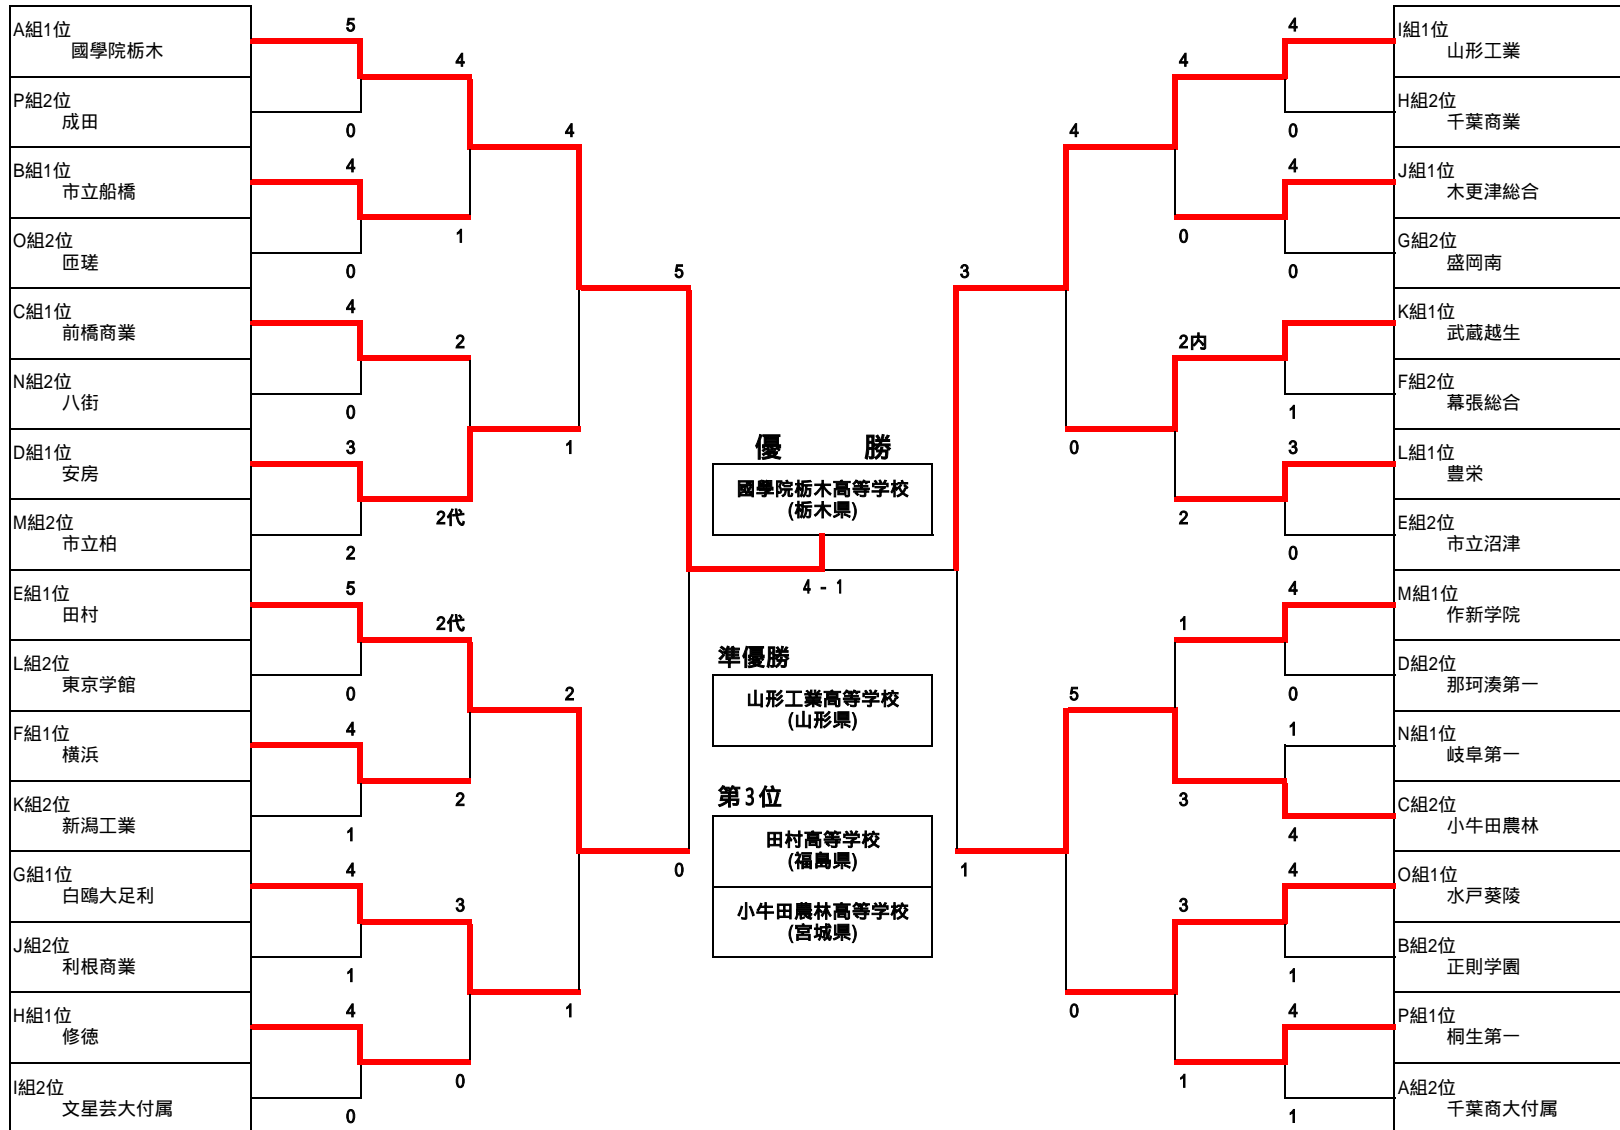 A組1位
國學院栃木
P組2位
成田
B組1位
市立船橋
O組2位
匝瑳
C組1位
前橋商業
N組2位
八街
D組1位
安房
M組2位
市立柏
E組1位
田村
L組2位
東京学館
F組1位
横浜
K組2位
新潟工業
G組1位
白鴎大足利
J組2位
利根商業
H組1位
修徳
I組2位
文星芸大付属
5
0
4
0
4
0
3
2
5
0
4
1
4
1
4
0
4
1
2
2代
2代
2
3
0
4
1
2
1
5
0
優　勝
國學院栃木高等学校
(栃木県)
4 - 1
準優勝
山形工業高等学校
(山形県)
第3位
田村高等学校
(福島県)
小牛田農林高等学校
(宮城県)
3
1
4
0
5
0
4
0
2内
2
1
3
3
1
4
0
4
0
1
3
0
4
0
1
4
4
1
4
1
I組1位
山形工業
H組2位
千葉商業
J組1位
木更津総合
G組2位
盛岡南
K組1位
武蔵越生
F組2位
幕張総合
L組1位
豊栄
E組2位
市立沼津
M組1位
作新学院
D組2位
那珂湊第一
N組1位
岐阜第一
C組2位
小牛田農林
O組1位
水戸葵陵
B組2位
正則学園
P組1位
桐生第一
A組2位
千葉商大付属